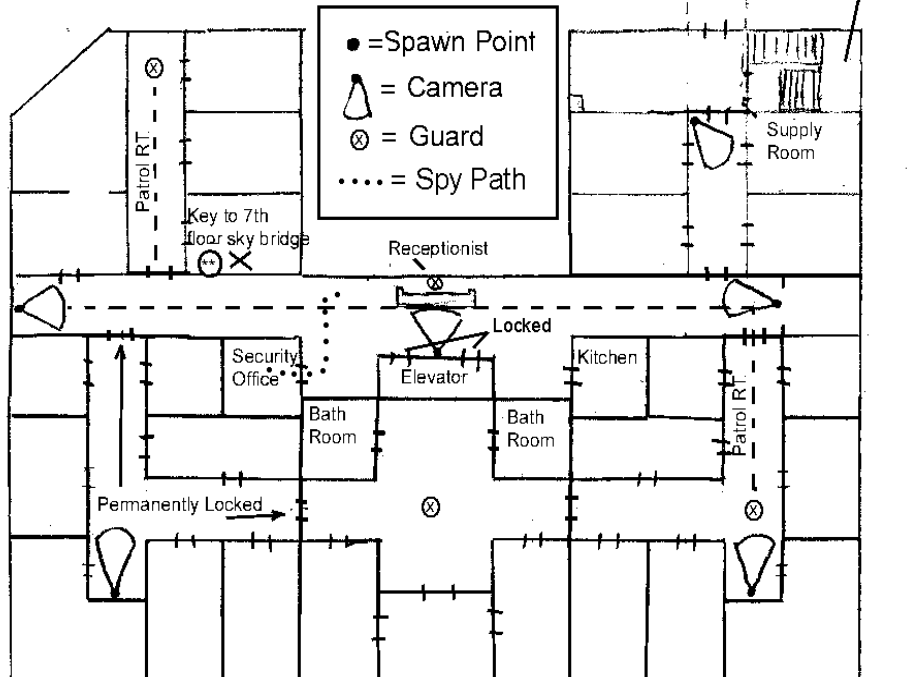 =Spawn Point
= Camera
= Guard
= Spy Path
Patrol RT.
Supply
Room
Key to 7th
floor sky bridge
**
Receptionist
Locked
Security
Office
Elevator
Kitchen
Bath
Room
Bath
Room
Patrol RT.
Permanently Locked